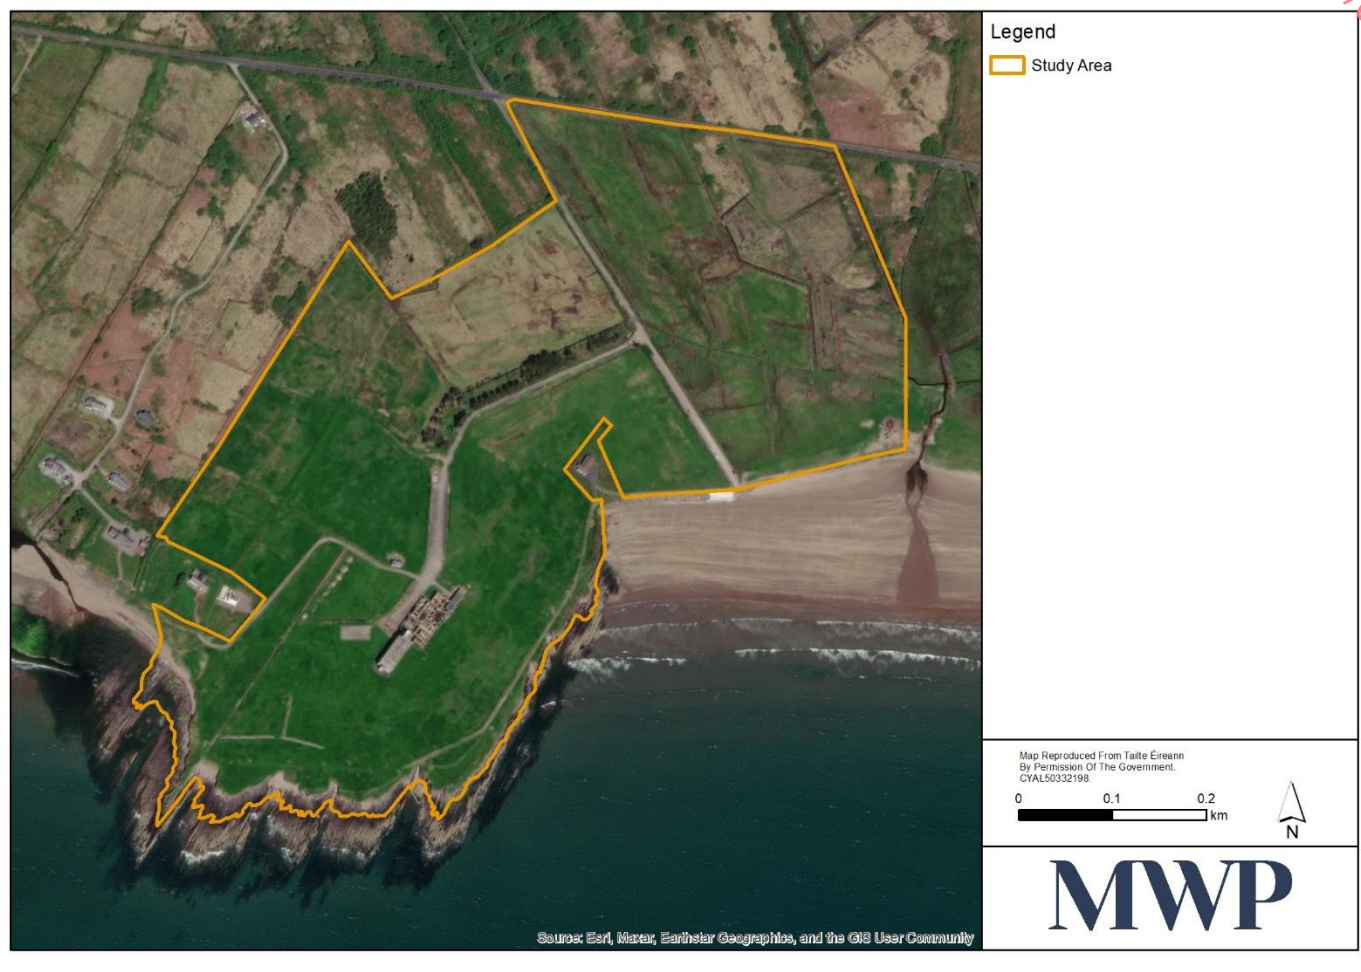 Legend
Study Area
Map Reproduced From Tailte Éireann
By Permission Of The Government.
CYAL50332198.
0 0.1 0.2
km
N
MWP
Source: Esri, Maxar, Earthstar Geographics, and the GIS User Community